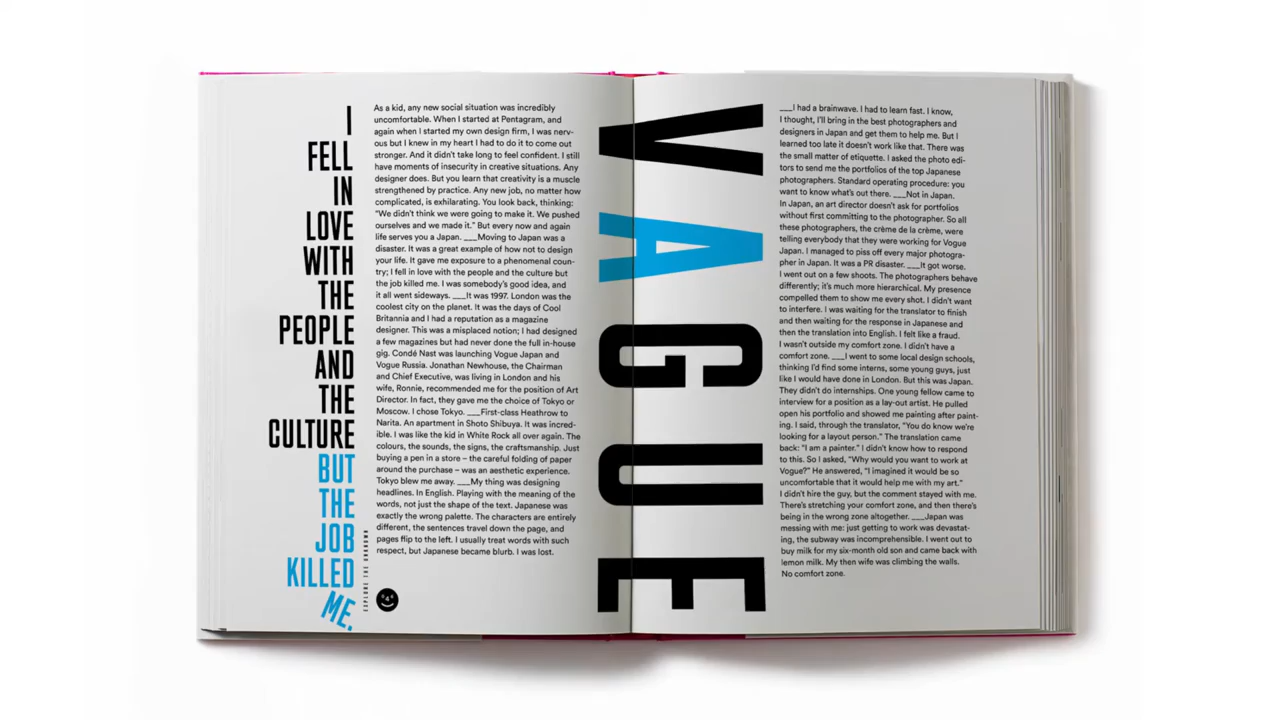 I
FELL
IN
LOVE
WITH
THE
PEOPLE
AND
THE
CULTURE
BUT
THE
JOB
KILLED
ME.
EXPLORE THE UNKNOWN
As a kid, any new social situation was incredibly
uncomfortable. When I started at Pentagram, and
again when I started my own design firm, I was nerv-
ous but I knew in my heart I had to do it to come out
stronger. And it didn't take long to feel confident. I still
have moments of insecurity in creative situations. Any
designer does. But you learn that creativity is a muscle
strengthened by practice. Any new job, no matter how
complicated, is exhilarating. You look back, thinking:
“We didn't think we were going to make it. We pushed
ourselves and we made it.” But every now and again
life serves you a Japan. ___Moving to Japan was a
disaster. It was a great example of how not to design
your life. It gave me exposure to a phenomenal coun-
try; I fell in love with the people and the culture but
the job killed me. I was somebody's good idea, and
it all went sideways. ___It was 1997. London was the
coolest city on the planet. It was the days of Cool
Britannia and I had a reputation as a magazine
designer. This was a misplaced notion; I had designed
a few magazines but had never done the full in-house
gig. Condé Nast was launching Vogue Japan and
Vogue Russia. Jonathan Newhouse, the Chairman
and Chief Executive, was living in London and his
wife, Ronnie, recommended me for the position of Art
Director. In fact, they gave me the choice of Tokyo or
Moscow. I chose Tokyo. ___First-class Heathrow to
Narita. An apartment in Shoto Shibuya. It was incred-
ible. I was like the kid in White Rock all over again. The
colours, the sounds, the signs, the craftsmanship. Just
buying a pen in a store – the careful folding of paper
around the purchase – was an aesthetic experience.
Tokyo blew me away. ___My thing was designing
headlines. In English. Playing with the meaning of the
words, not just the shape of the text. Japanese was
exactly the wrong palette. The characters are entirely
different, the sentences travel down the page, and
pages flip to the left. I usually treat words with such
respect, but Japanese became blurb. I was lost.
VAGUE
___I had a brainwave. I had to learn fast. I know,
I thought, I'll bring in the best photographers and
designers in Japan and get them to help me. But I
learned too late it doesn't work like that. There was
the small matter of etiquette. I asked the photo edi-
tors to send me the portfolios of the top Japanese
photographers. Standard operating procedure: you
want to know what's out there. ___Not in Japan.
In Japan, an art director doesn't ask for portfolios
without first committing to the photographer. So all
these photographers, the crème de la crème, were
telling everybody that they were working for Vogue
Japan. I managed to piss off every major photogra-
pher in Japan. It was a PR disaster. ___It got worse.
I went out on a few shoots. The photographers behave
differently; it's much more hierarchical. My presence
compelled them to show me every shot. I didn't want
to interfere. I was waiting for the translator to finish
and then waiting for the response in Japanese and
then the translation into English. I felt like a fraud.
I wasn't outside my comfort zone. I didn't have a
comfort zone. ___I went to some local design schools,
thinking I'd find some interns, some young guys, just
like I would have done in London. But this was Japan.
They didn't do internships. One young fellow came to
interview for a position as a lay-out artist. He pulled
open his portfolio and showed me painting after paint-
ing. I said, through the translator, “You do know we're
looking for a layout person.” The translation came
back: “I am a painter.” I didn't know how to respond
to this. So I asked, “Why would you want to work at
Vogue?” He answered, “I imagined it would be so
uncomfortable that it would help me with my art.”
I didn't hire the guy, but the comment stayed with me.
There's stretching your comfort zone, and then there's
being in the wrong zone altogether. ___Japan was
messing with me: just getting to work was devastat-
ing, the subway was incomprehensible. I went out to
buy milk for my six-month old son and came back with
lemon milk. My then wife was climbing the walls.
No comfort zone.